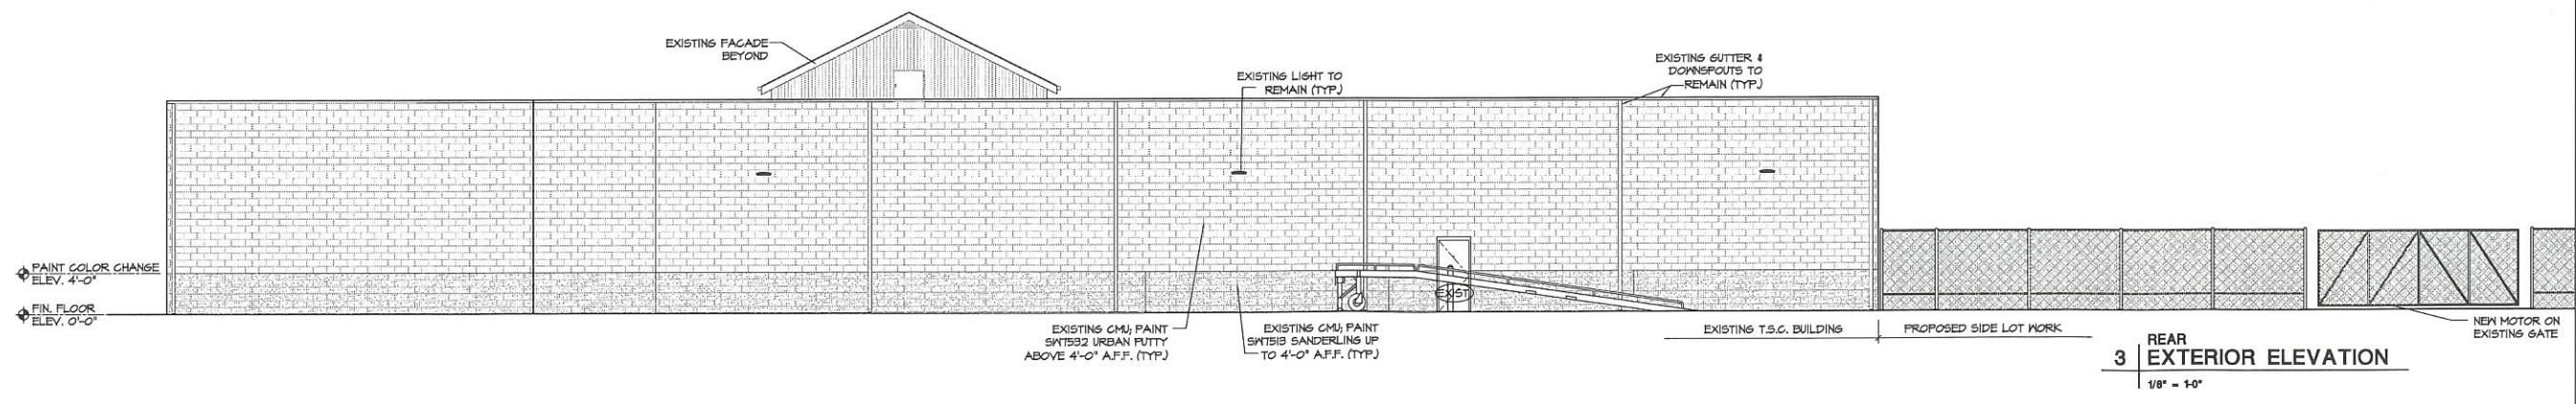 EXISTING FACADE
BEYOND
EXISTING LIGHT TO
REMAIN (TYP.)
EXISTING GUTTER &
DOWNSPOUTS TO
REMAIN (TYP.)
PAINT COLOR CHANGE
ELEV. 4'-0"
FIN. FLOOR
ELEV. 0'-0"
EXIST
EXISTING CMU; PAINT
SW7532 URBAN PUTTY
ABOVE 4'-0" A.F.F. (TYP.)
EXISTING CMU; PAINT
SW7513 SANDERLING UP
TO 4'-0" A.F.F. (TYP.)
EXISTING T.S.C. BUILDING
PROPOSED SIDE LOT WORK
NEW MOTOR ON
EXISTING GATE
REAR
3 EXTERIOR ELEVATION
1/8" = 1-0"